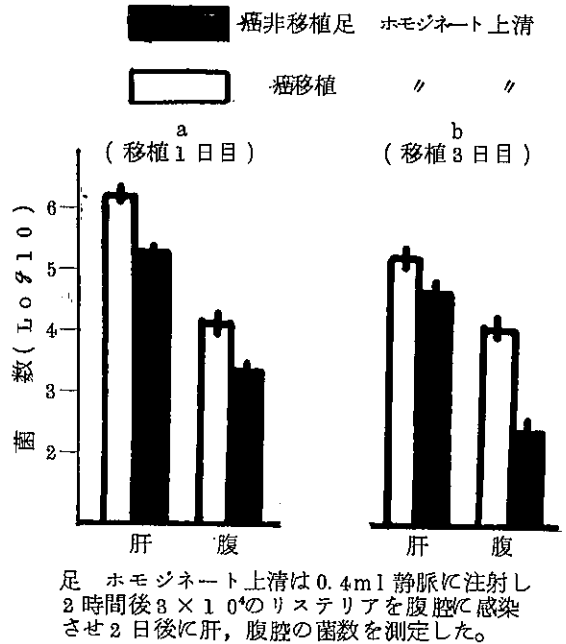 癌非移植足 ホモジネート上清
癌移植 〃 〃
a
(移植1日目)
b
(移植3日目)
菌数(Log10)
6
5
4
3
2
肝 腹
肝 腹
足 ホモジネート上清は0.4ml静脈に注射し
2時間後3×10⁴のリステリアを腹腔に感染
させ2日後に肝,腹腔の菌数を測定した。